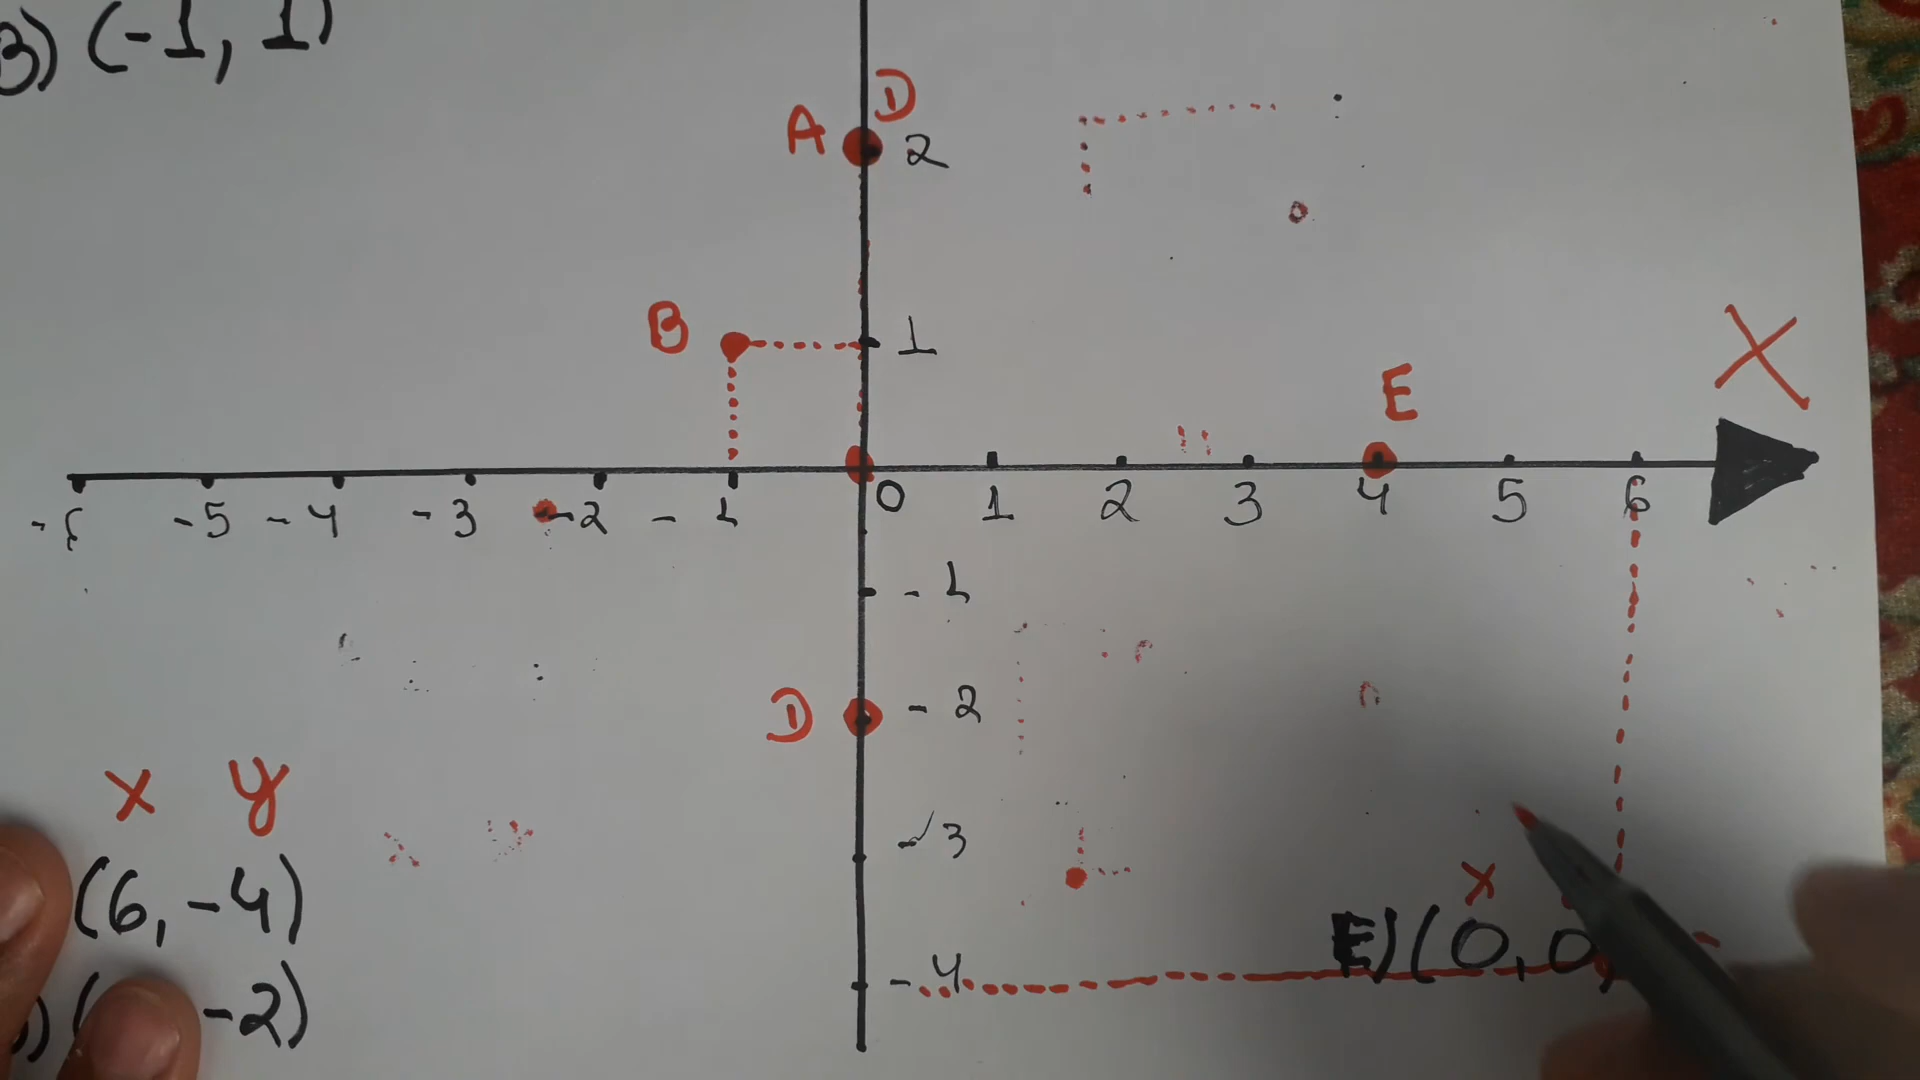 B) (-1, 1)
A D
2
B
1
E
X
-5 -4 -3 -2 -1 0 1 2 3 4 5 6
-1
D -2
x y
-3
x
(6, -4)
E) (0, 0
-4
-2)